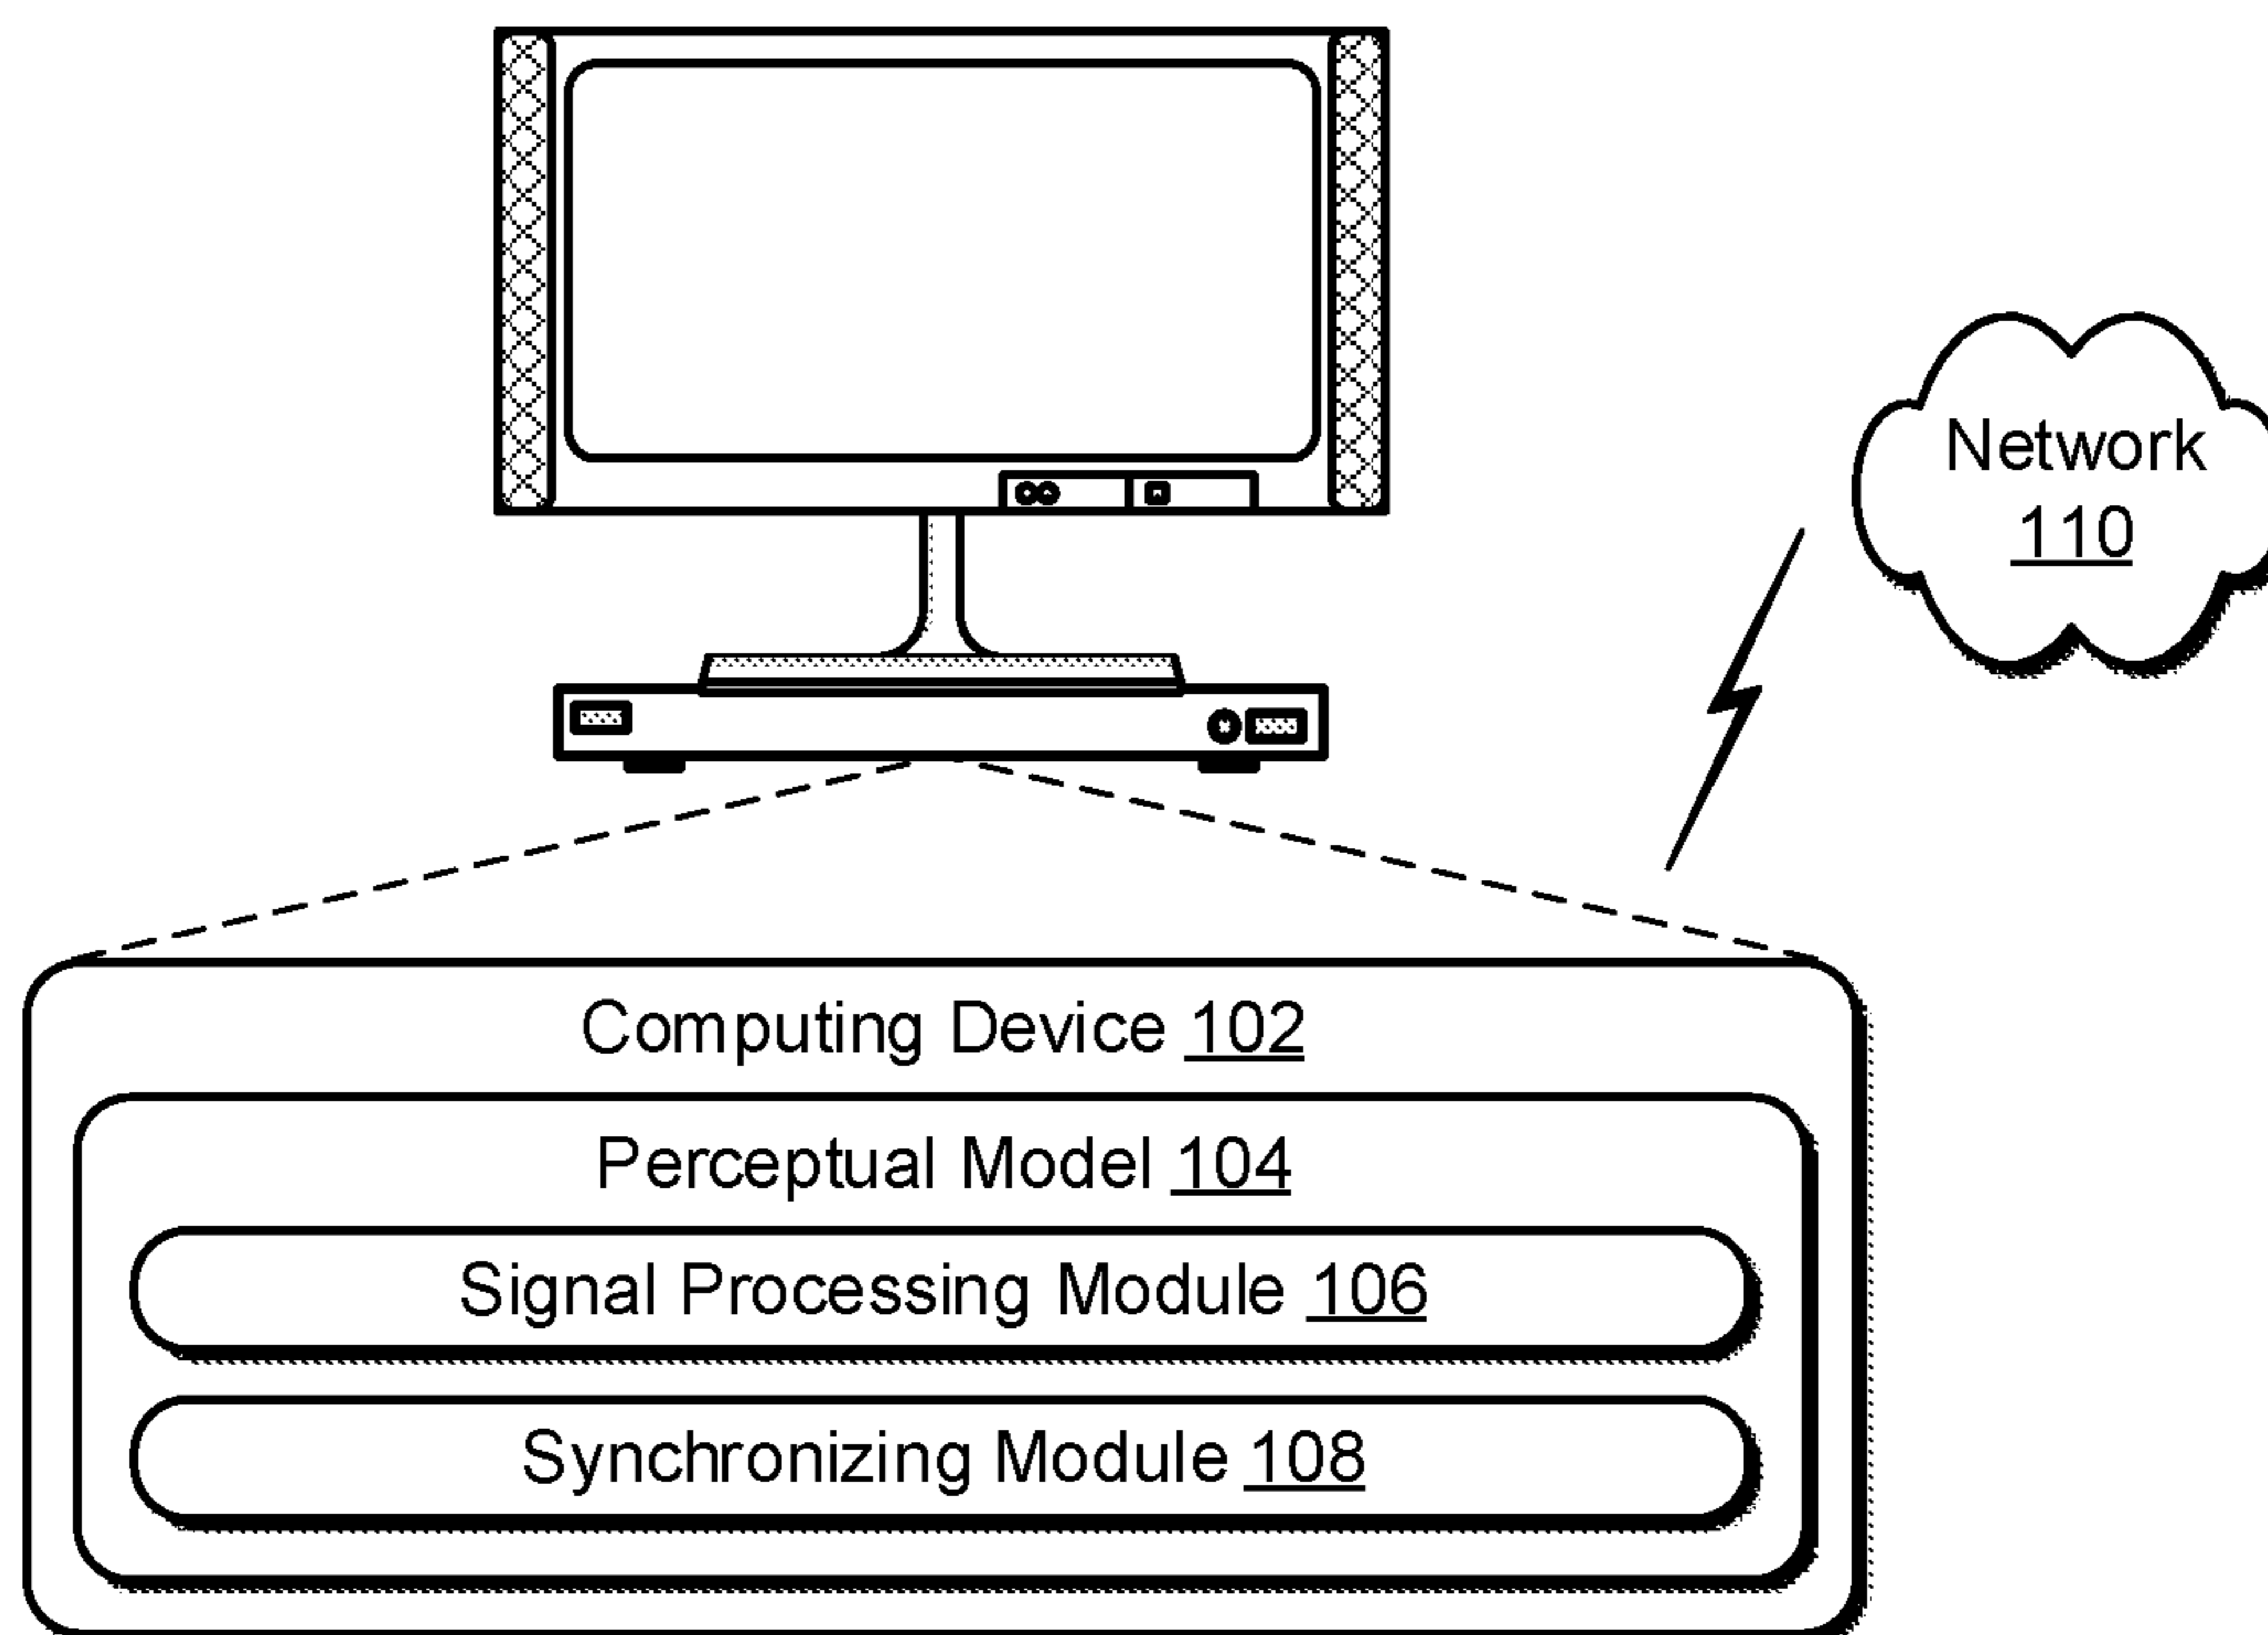 Network
110
Computing Device 102
Perceptual Model 104
Signal Processing Module 106
Synchronizing Module 108